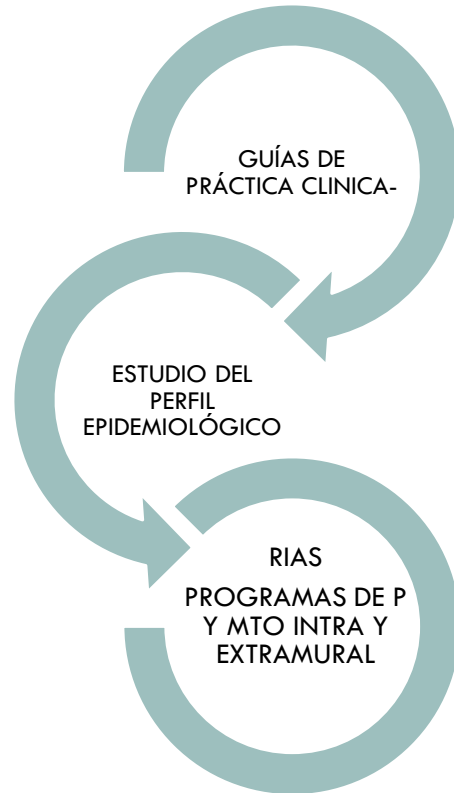 GUÍAS DE
PRÁCTICA CLINICA-
ESTUDIO DEL
PERFIL
EPIDEMIOLÓGICO
RIAS
PROGRAMAS DE P
Y MTO INTRA Y
EXTRAMURAL